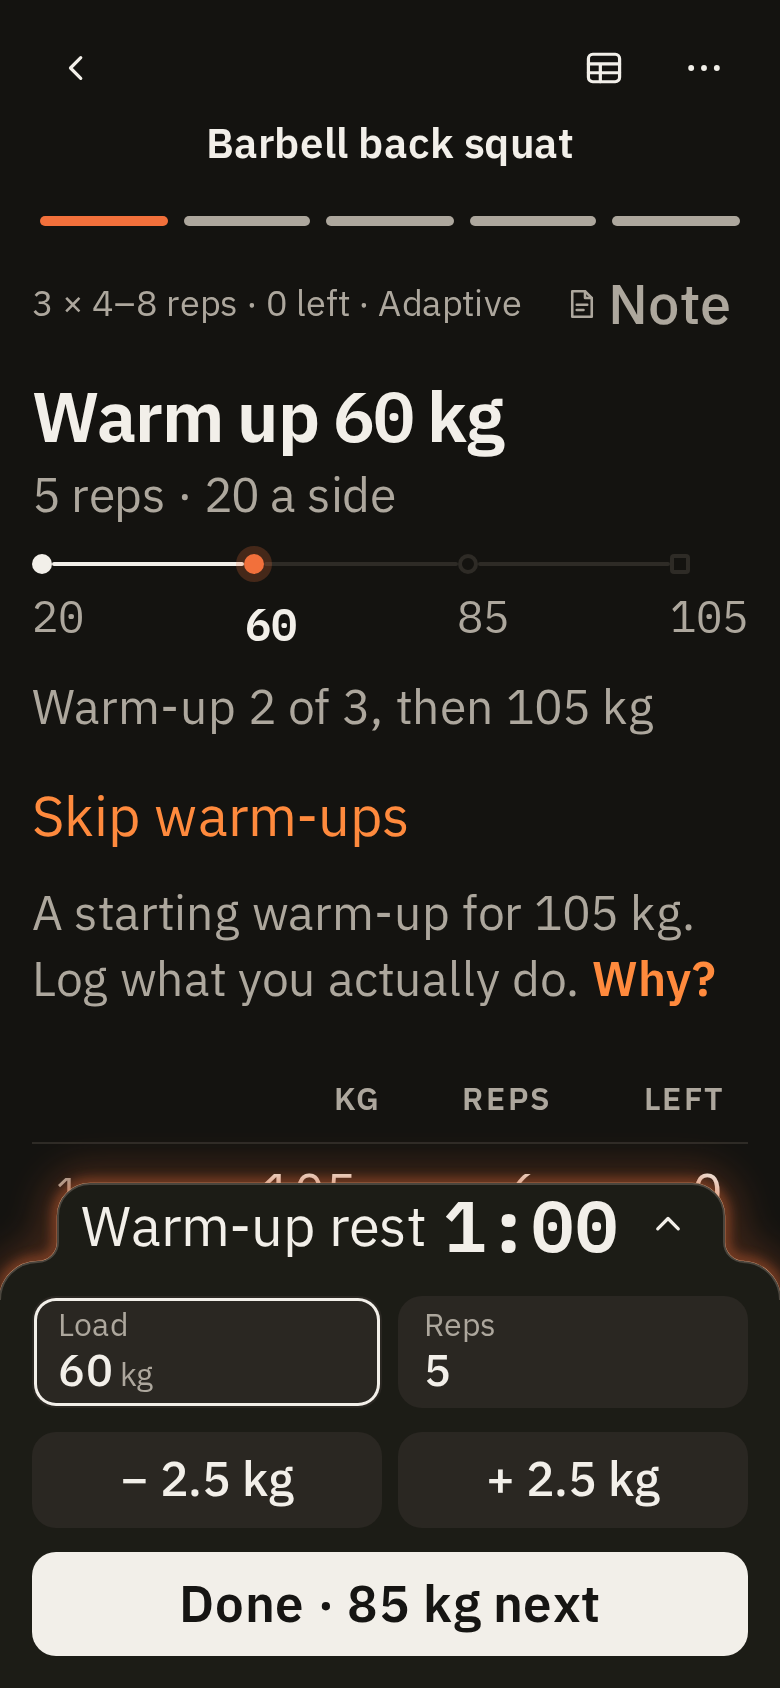 Barbell back squat
3 × 4–8 reps · 0 left · Adaptive
Note
Warm up 60 kg
5 reps · 20 a side
20 60 85 105
Warm-up 2 of 3, then 105 kg
Skip warm-ups
A starting warm-up for 105 kg.
Log what you actually do. Why?
KG REPS LEFT
Warm-up rest 1:00
Load
60 kg
Reps
5
− 2.5 kg
+ 2.5 kg
Done · 85 kg next